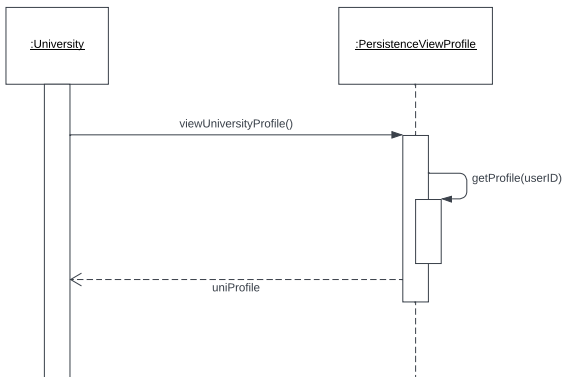 :University
:PersistenceViewProfile
viewUniversityProfile()
getProfile(userID)
uniProfile